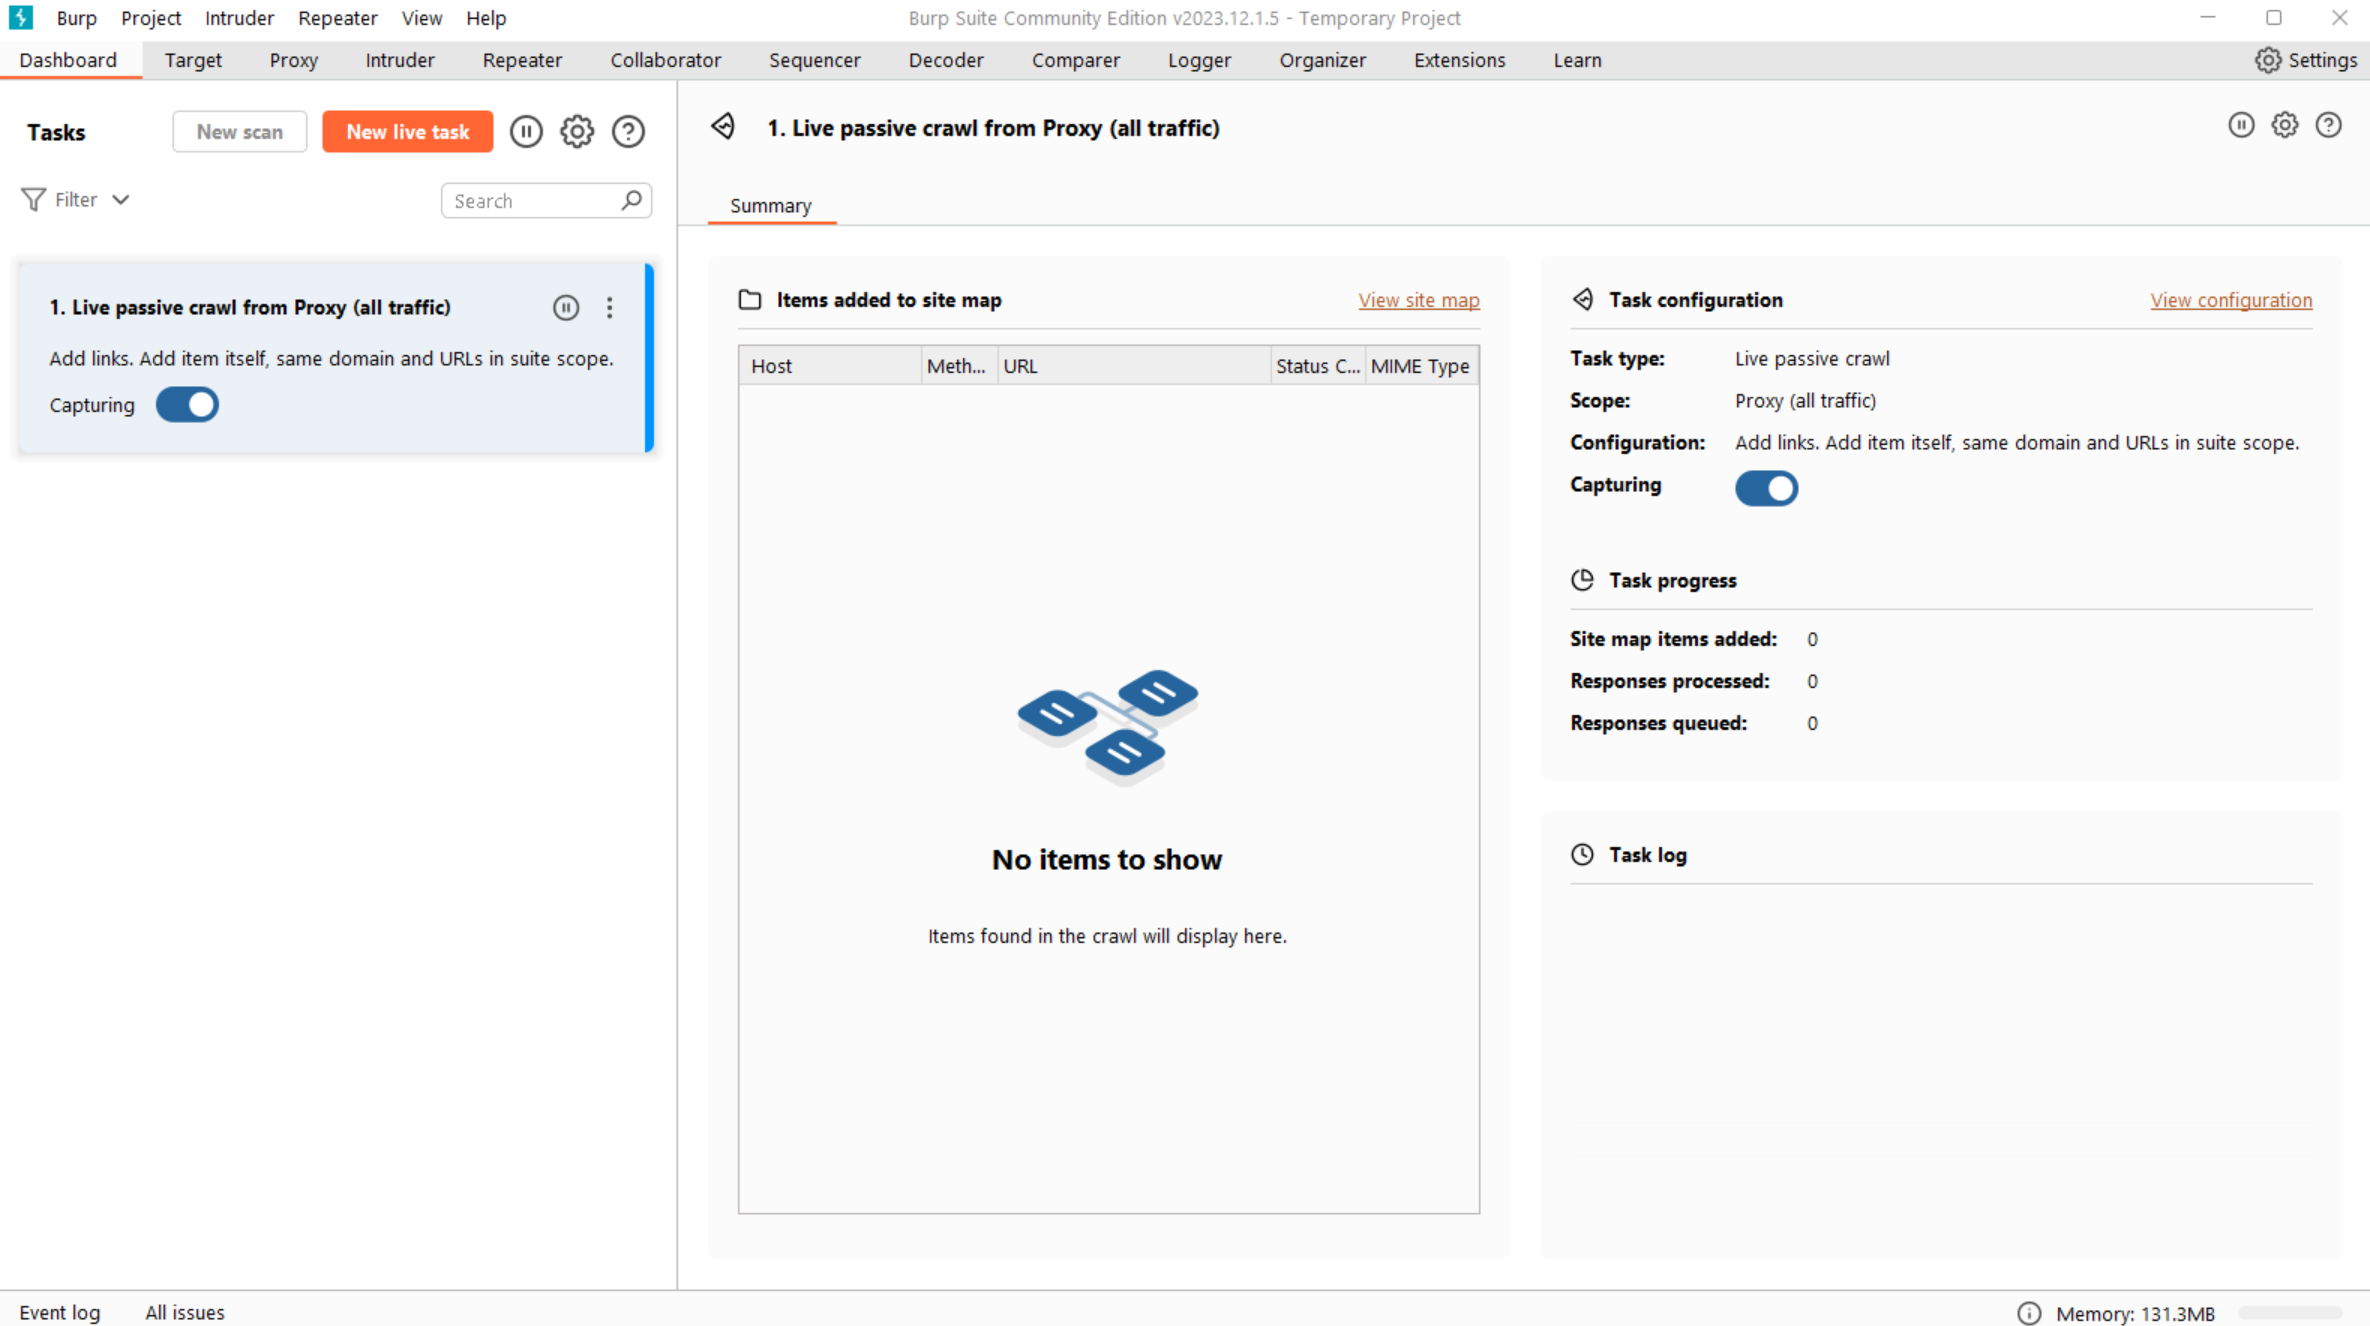 Burp Project Intruder Repeater View Help
Burp Suite Community Edition v2023.12.1.5 - Temporary Project
Dashboard Target Proxy Intruder Repeater Collaborator Sequencer Decoder Comparer Logger Organizer Extensions Learn Settings
Tasks New scan New live task
Filter Search
1. Live passive crawl from Proxy (all traffic)
Add links. Add item itself, same domain and URLs in suite scope.
Capturing
1. Live passive crawl from Proxy (all traffic)
Summary
Items added to site map View site map
Host Meth... URL Status C... MIME Type
No items to show
Items found in the crawl will display here.
Task configuration View configuration
Task type: Live passive crawl
Scope: Proxy (all traffic)
Configuration: Add links. Add item itself, same domain and URLs in suite scope.
Capturing
Task progress
Site map items added: 0
Responses processed: 0
Responses queued: 0
Task log
Event log All issues Memory: 131.3MB